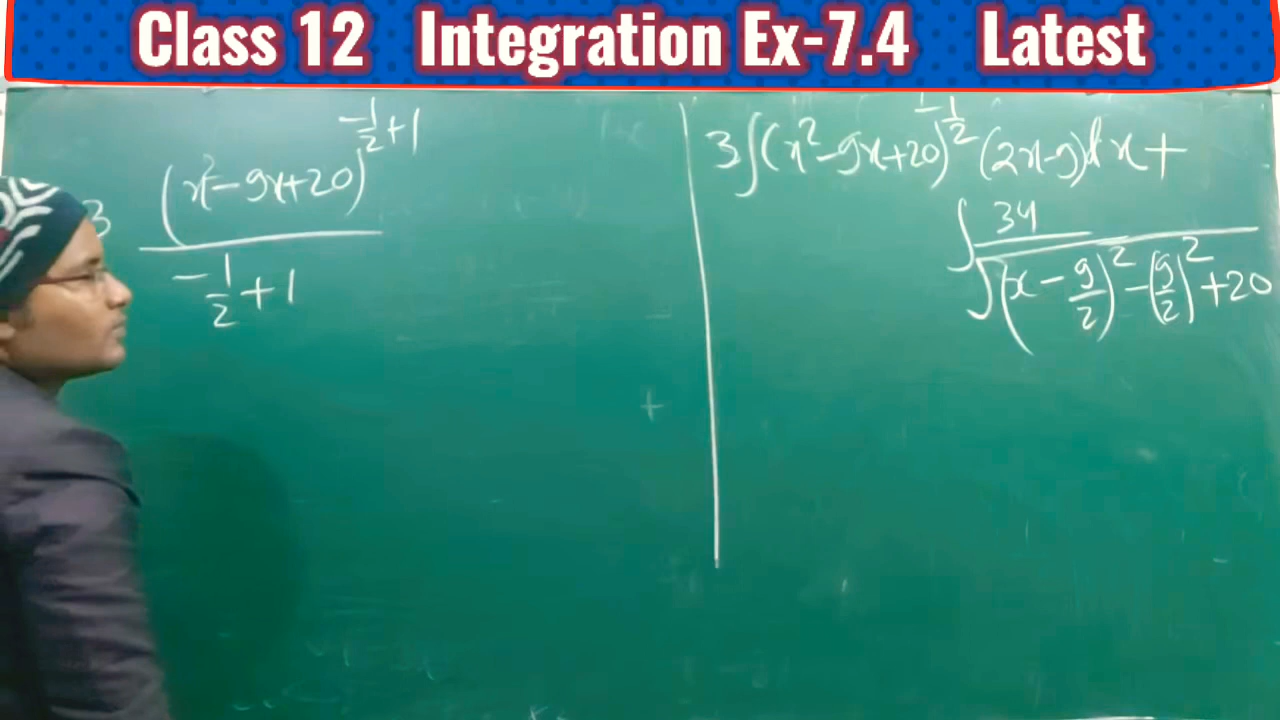 Class 12 Integration Ex-7.4 Latest
3 (x²-9x+20)^(-1/2+1)
-1/2+1
3∫(x²-9x+20)^(-1/2) (2x-9)dx+
∫ 34
√(x-9/2)²-(9/2)²+20